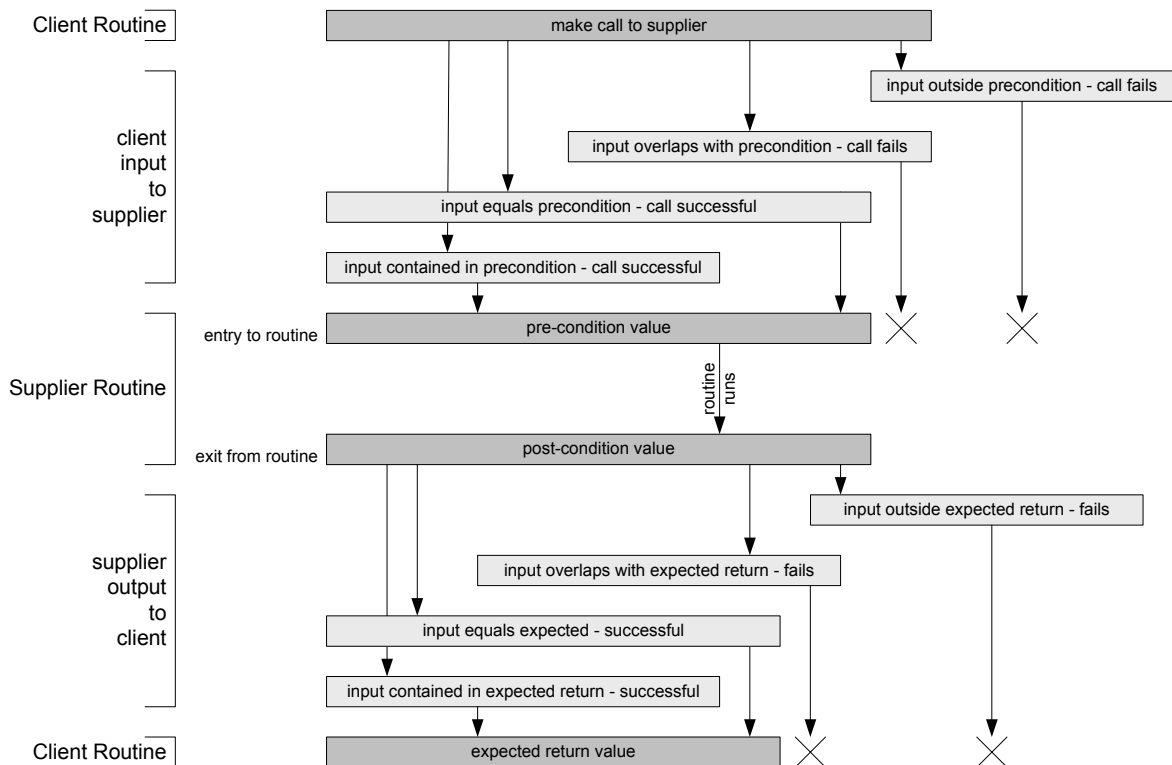 Client Routine
make call to supplier
input outside precondition - call fails
client
input
to
supplier
input overlaps with precondition - call fails
input equals precondition - call successful
input contained in precondition - call successful
entry to routine
pre-condition value
Supplier Routine
routine
runs
exit from routine
post-condition value
input outside expected return - fails
supplier
output
to
client
input overlaps with expected return - fails
input equals expected - successful
input contained in expected return - successful
Client Routine
expected return value